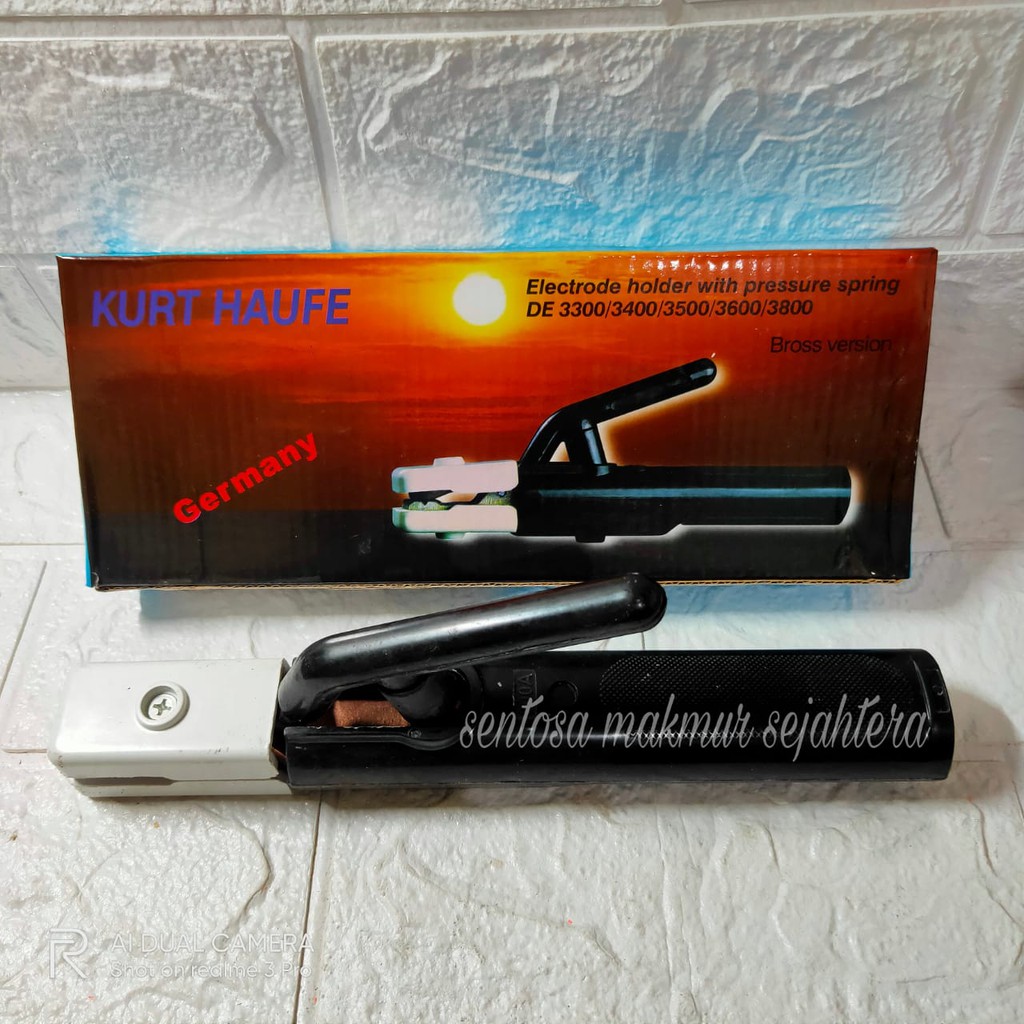 KURT HAUFE
Electrode holder with pressure spring
DE 3300/3400/3500/3600/3800
Bross version
Germany
sentosa makmur sejahtera
R
AI DUAL CAMERA
Shot on realme 3 Pro